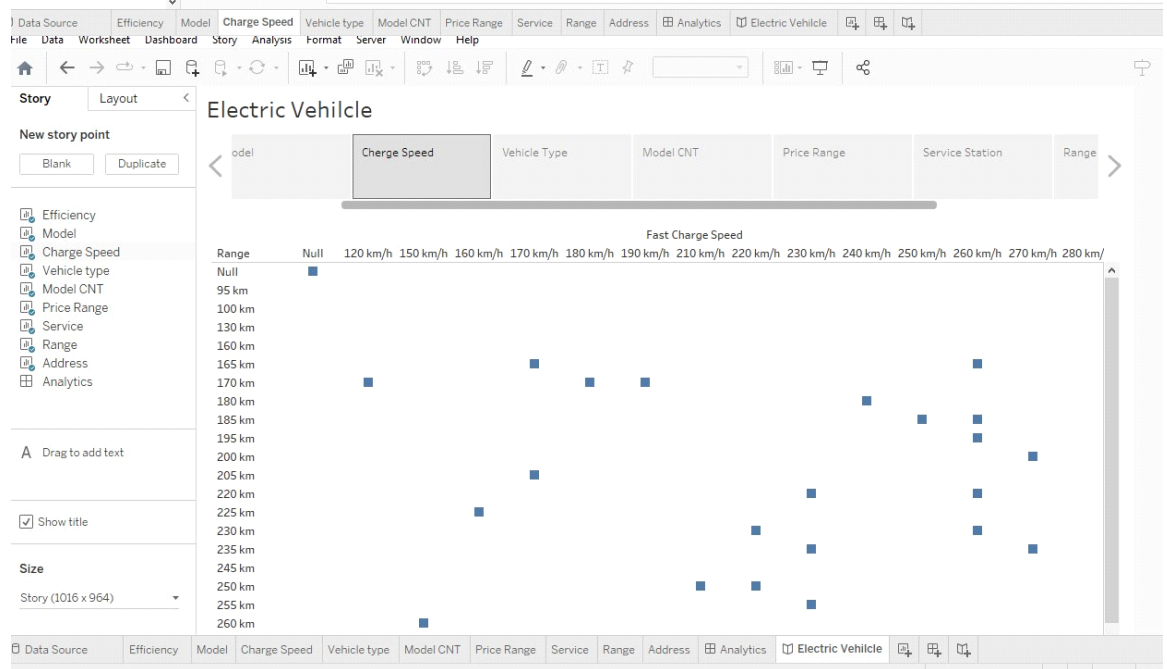 Data Source Efficiency Model Charge Speed Vehicle type Model CNT Price Range Service Range Address Analytics Electric Vehilcle
File Data Worksheet Dashboard Story Analysis Format Server Window Help
Story Layout
Electric Vehilcle
New story point
Blank Duplicate
odel Charge Speed Vehicle Type Model CNT Price Range Service Station Range
Efficiency
Model
Charge Speed
Vehicle type
Model CNT
Price Range
Service
Range
Address
Analytics
A Drag to add text
Show title
Size
Story (1016 x 964)
Fast Charge Speed
Range Null 120 km/h 150 km/h 160 km/h 170 km/h 180 km/h 190 km/h 210 km/h 220 km/h 230 km/h 240 km/h 250 km/h 260 km/h 270 km/h 280 km/
Null
95 km
100 km
130 km
160 km
165 km
170 km
180 km
185 km
195 km
200 km
205 km
220 km
225 km
230 km
235 km
245 km
250 km
255 km
260 km
Data Source Efficiency Model Charge Speed Vehicle type Model CNT Price Range Service Range Address Analytics Electric Vehilcle